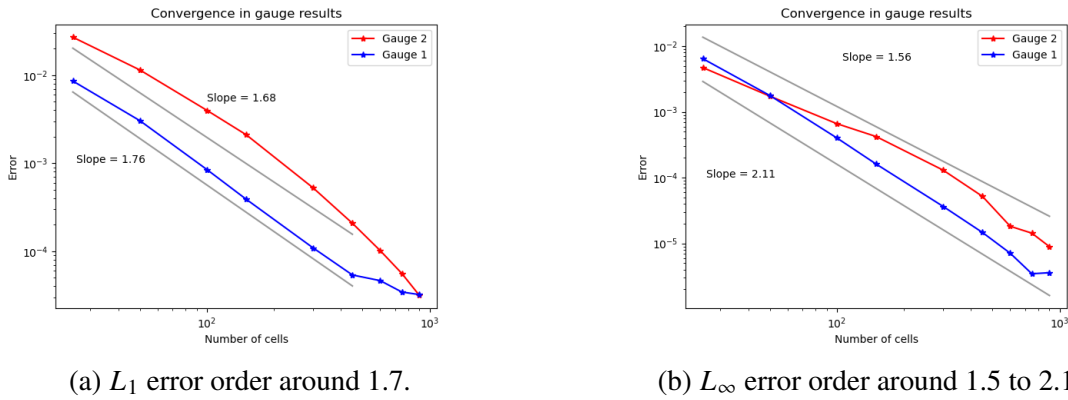 Convergence in gauge results
Gauge 2
Gauge 1
Slope = 1.68
Slope = 1.76
10^{-2}
10^{-3}
10^{-4}
Error
10^2
10^3
Number of cells
(a) L_1 error order around 1.7.
Convergence in gauge results
Gauge 2
Gauge 1
Slope = 1.56
Slope = 2.11
10^{-2}
10^{-3}
10^{-4}
10^{-5}
Error
10^2
10^3
Number of cells
(b) L_∞ error order around 1.5 to 2.1